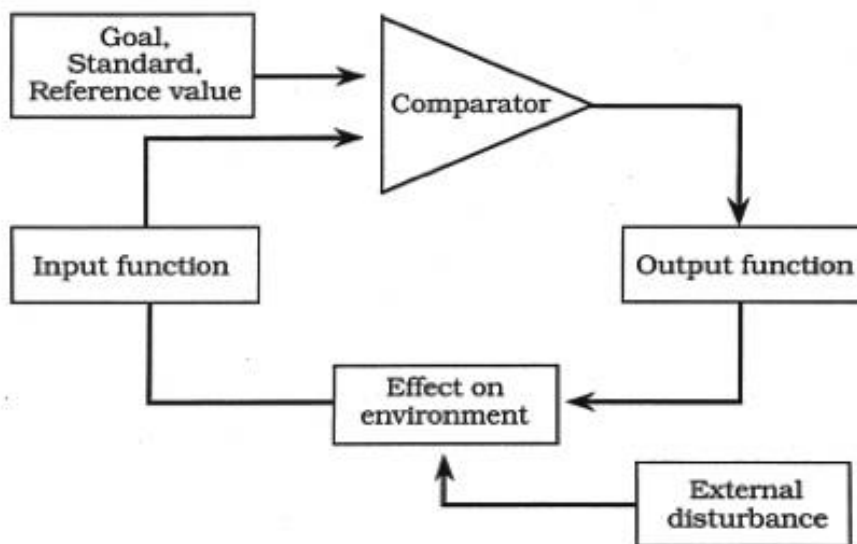 Goal,
Standard,
Reference value
Comparator
Input function
Output function
Effect on
environment
External
disturbance